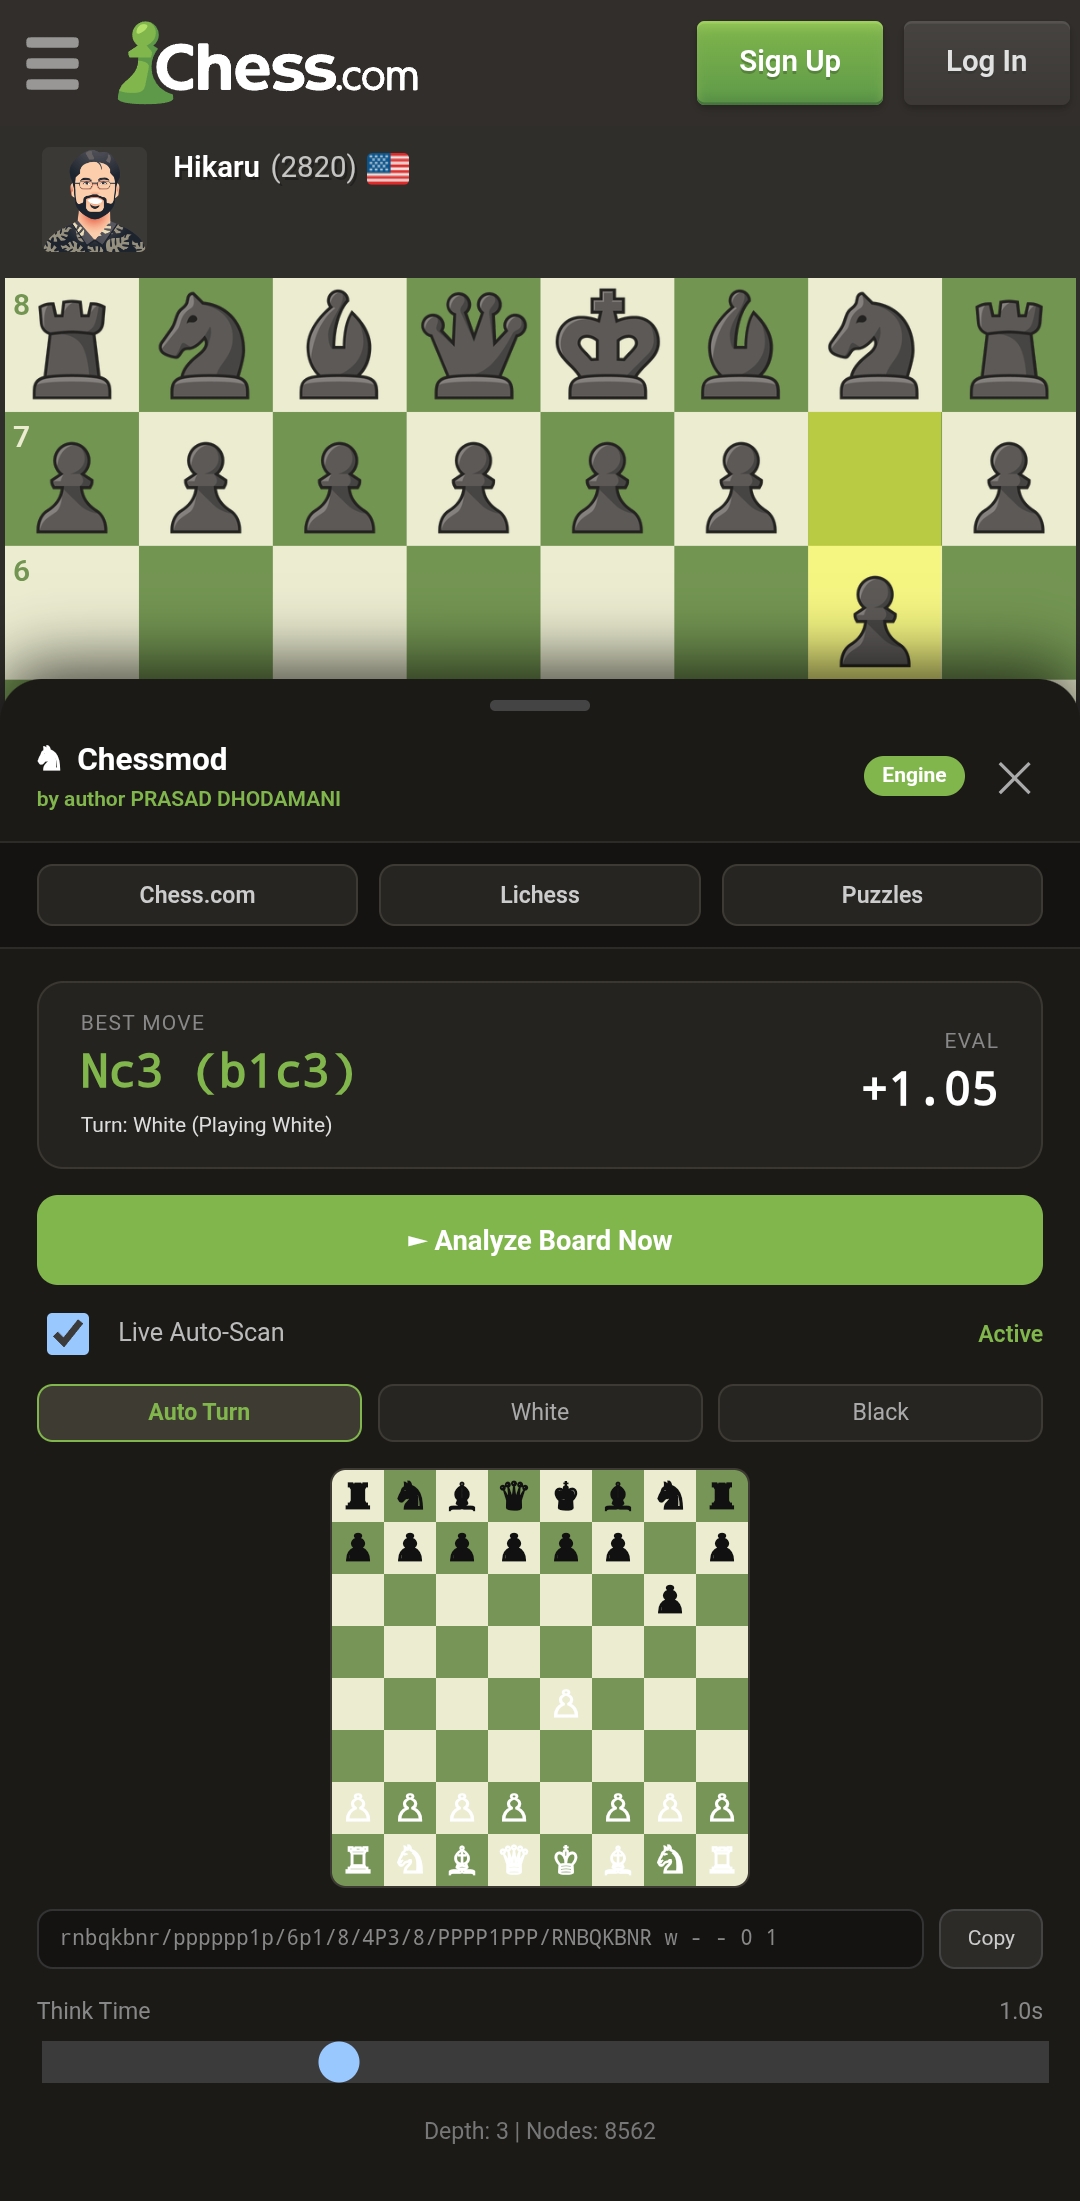 Chess.com
Sign Up
Log In
Hikaru (2820)
8
7
6
Chessmod
by author PRASAD DHODAMANI
Engine
Chess.com
Lichess
Puzzles
BEST MOVE
Nc3 (b1c3)
Turn: White (Playing White)
EVAL
+1.05
► Analyze Board Now
Live Auto-Scan
Active
Auto Turn
White
Black
rnbqkbnr/pppppp1p/6p1/8/4P3/8/PPPP1PPP/RNBQKBNR w - - 0 1
Copy
Think Time
1.0s
Depth: 3 | Nodes: 8562